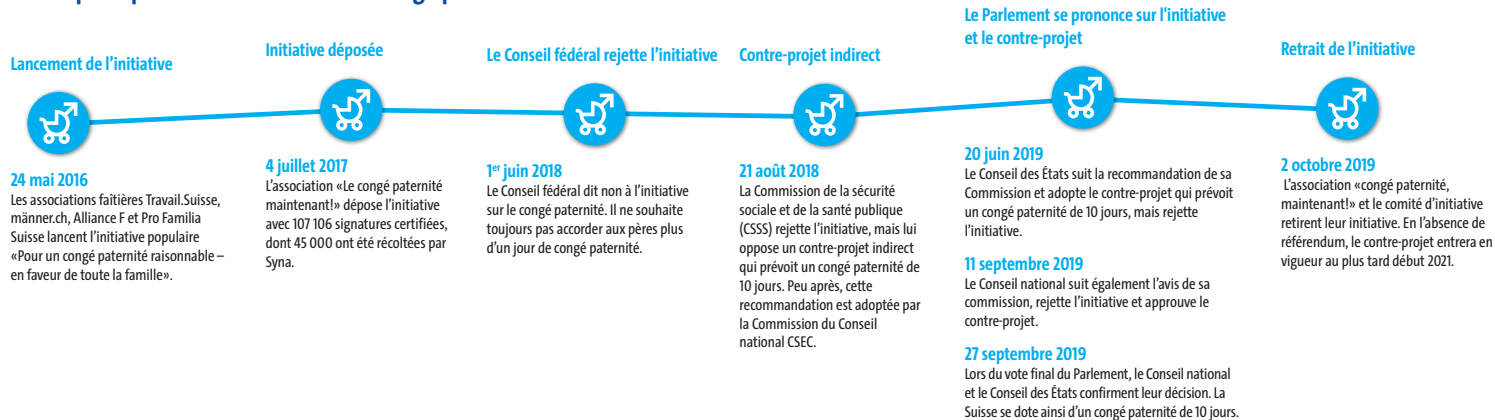 Lancement de l'initiative
24 mai 2016
Les associations faîtières Travail.Suisse,
männer.ch, Alliance F et Pro Familia
Suisse lancent l'initiative populaire
«Pour un congé paternité raisonnable –
en faveur de toute la famille».
Initiative déposée
4 juillet 2017
L'association «Le congé paternité
maintenant!» dépose l'initiative
avec 107 106 signatures certifiées,
dont 45 000 ont été récoltées par
Syna.
Le Conseil fédéral rejette l'initiative
1er juin 2018
Le Conseil fédéral dit non à l'initiative
sur le congé paternité. Il ne souhaite
toujours pas accorder aux pères plus
d'un jour de congé paternité.
Contre-projet indirect
21 août 2018
La Commission de la sécurité
sociale et de la santé publique
(CSSS) rejette l'initiative, mais lui
oppose un contre-projet indirect
qui prévoit un congé paternité de
10 jours. Peu après, cette
recommandation est adoptée par
la Commission du Conseil
national CSEC.
Le Parlement se prononce sur l'initiative
et le contre-projet
20 juin 2019
Le Conseil des États suit la recommandation de sa
Commission et adopte le contre-projet qui prévoit
un congé paternité de 10 jours, mais rejette
l'initiative.
11 septembre 2019
Le Conseil national suit également l'avis de sa
commission, rejette l'initiative et approuve le
contre-projet.
27 septembre 2019
Lors du vote final du Parlement, le Conseil national
et le Conseil des États confirment leur décision. La
Suisse se dote ainsi d'un congé paternité de 10 jours.
Retrait de l'initiative
2 octobre 2019
L'association «congé paternité,
maintenant!» et le comité d'initiative
retirent leur initiative. En l'absence de
référendum, le contre-projet entrera en
vigueur au plus tard début 2021.